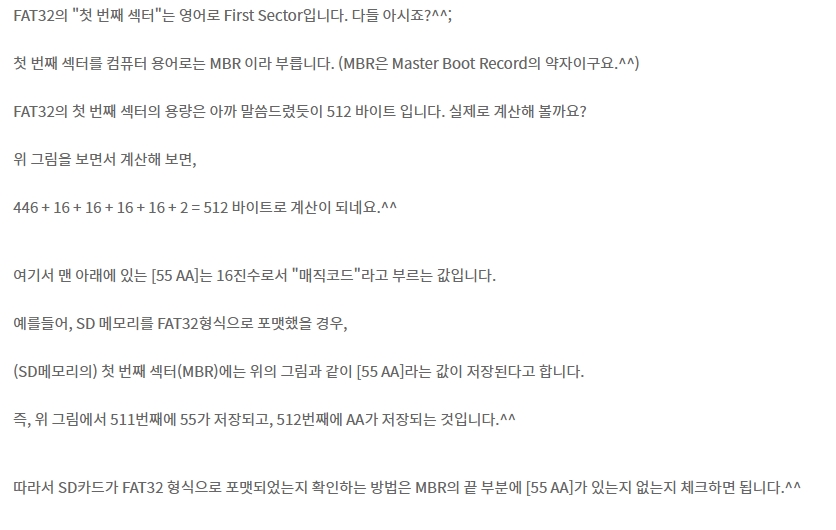 FAT32의 "첫 번째 섹터"는 영어로 First Sector입니다. 다들 아시죠?^^;
첫 번째 섹터를 컴퓨터 용어로는 MBR 이라 부릅니다. (MBR은 Master Boot Record의 약자이구요.^^)
FAT32의 첫 번째 섹터의 용량은 아까 말씀드렸듯이 512 바이트 입니다. 실제로 계산해 볼까요?
위 그림을 보면서 계산해 보면,
446 + 16 + 16 + 16 + 16 + 2 = 512 바이트로 계산이 되네요.^^
여기서 맨 아래에 있는 [55 AA]는 16진수로서 "매직코드"라고 부르는 값입니다.
예를들어, SD 메모리를 FAT32형식으로 포맷했을 경우,
(SD메모리의) 첫 번째 섹터(MBR)에는 위의 그림과 같이 [55 AA]라는 값이 저장된다고 합니다.
즉, 위 그림에서 511번째에 55가 저장되고, 512번째에 AA가 저장되는 것입니다.^^
따라서 SD카드가 FAT32 형식으로 포맷되었는지 확인하는 방법은 MBR의 끝 부분에 [55 AA]가 있는지 없는지 체크하면 됩니다.^^